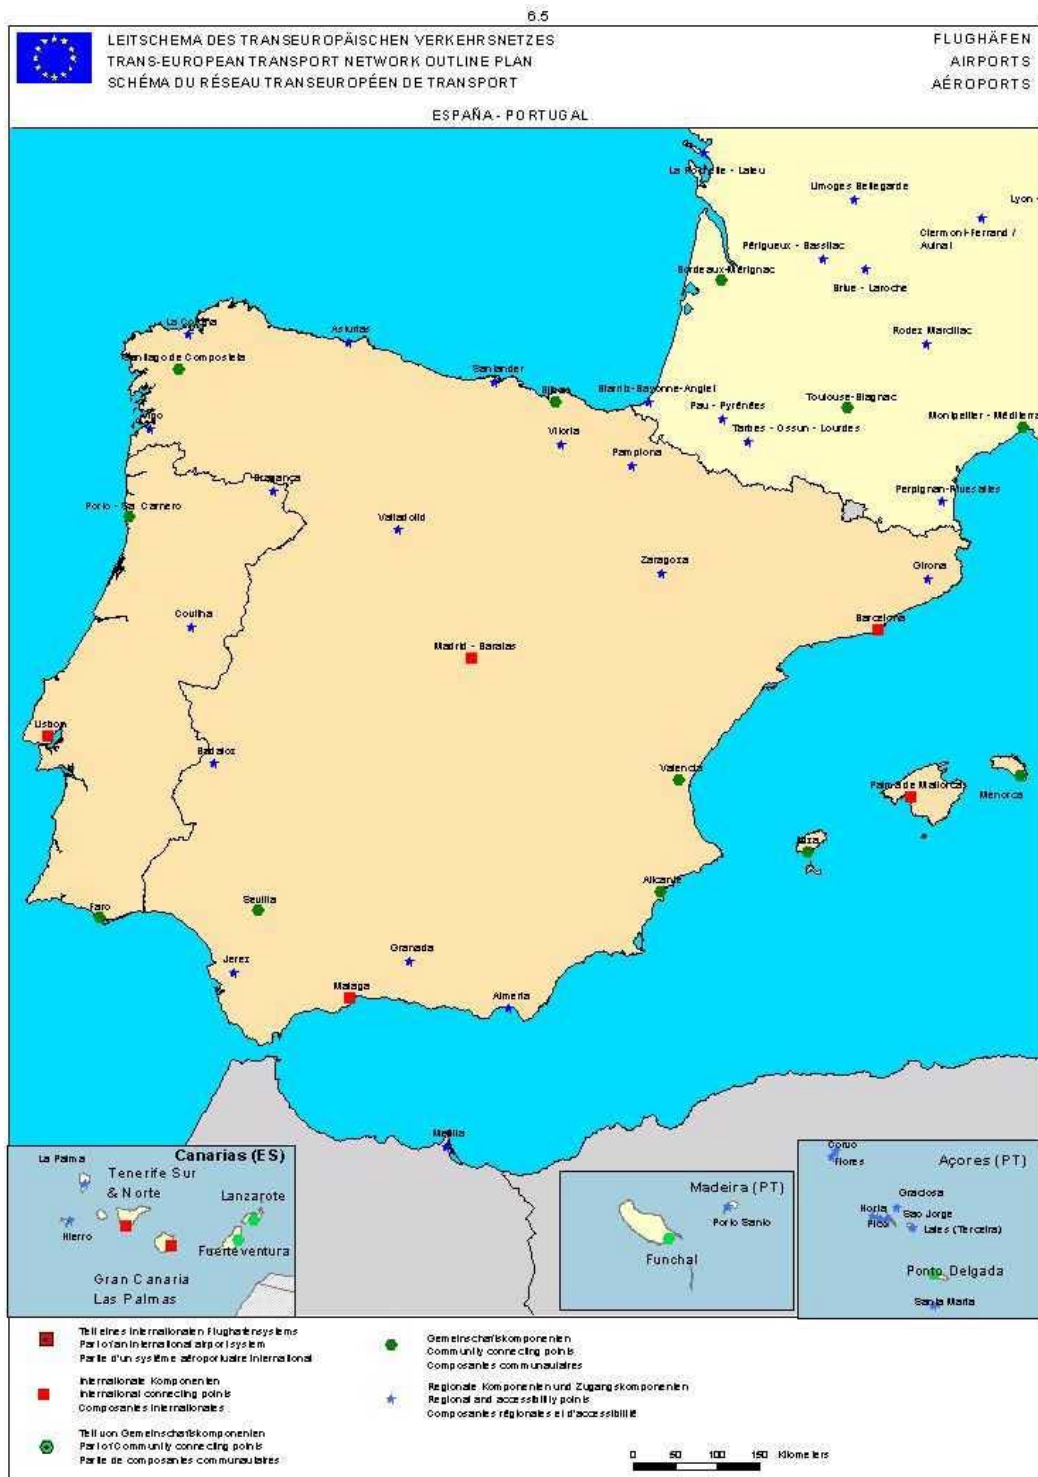 6.5
LEITSCHEMA DES TRANSEUROPÄISCHEN VERKEHRSNETZES
TRANS-EUROPEAN TRANSPORT NETWORK OUTLINE PLAN
SCHÉMA DU RÉSEAU TRANSEUROPÉEN DE TRANSPORT
FLUGHÄFEN
AIRPORTS
AÉROPORTS
ESPAÑA - PORTUGAL
La Rochelle - Laleu
Limoges Bellegarde
Lyon -
Clermont-Ferrand /
Aulnat
Périgueux - Bassilac
Bordeaux-Mérignac
Brive - Laroche
La Coruña
Asturias
Rodez Marcillac
Santiago de Compostela
Santander
Bilbao
Biarritz-Bayonne-Anglet
Toulouse-Blagnac
Pau - Pyrénées
Montpellier - Méditerra
Vigo
Vitoria
Tarbes - Ossun - Lourdes
Pamplona
Bragança
Perpignan-Rivesaltes
Porto - Sa Carnero
Valladolid
Zaragoza
Girona
Covilha
Barcelona
Madrid - Barajas
Lisbon
Badajoz
Valencia
Palma de Mallorca
Menorca
Ibiza
Alicante
Faro
Sevilla
Granada
Jerez
Malaga
Almeria
Melilla
Canarias (ES)
La Palma
Tenerife Sur
& Norte
Lanzarote
Hierro
Fuerteventura
Gran Canaria
Las Palmas
Madeira (PT)
Porto Santo
Funchal
Corvo
Flores
Açores (PT)
Graciosa
Horta
Sao Jorge
Pico
Lajes (Terceira)
Ponto Delgada
Santa Maria
Teil eines internationalen Flughafensystems
Part of an international airport system
Partie d'un système aéroportuaire international
Internationale Komponenten
International connecting points
Composantes internationales
Teil von Gemeinschaftskomponenten
Part of Community connecting points
Partie de composantes communautaires
Gemeinschaftskomponenten
Community connecting points
Composantes communautaires
Regionale Komponenten und Zugangskomponenten
Regional and accessibility points
Composantes régionales et d'accessibilité
0 50 100 150 Kilometers